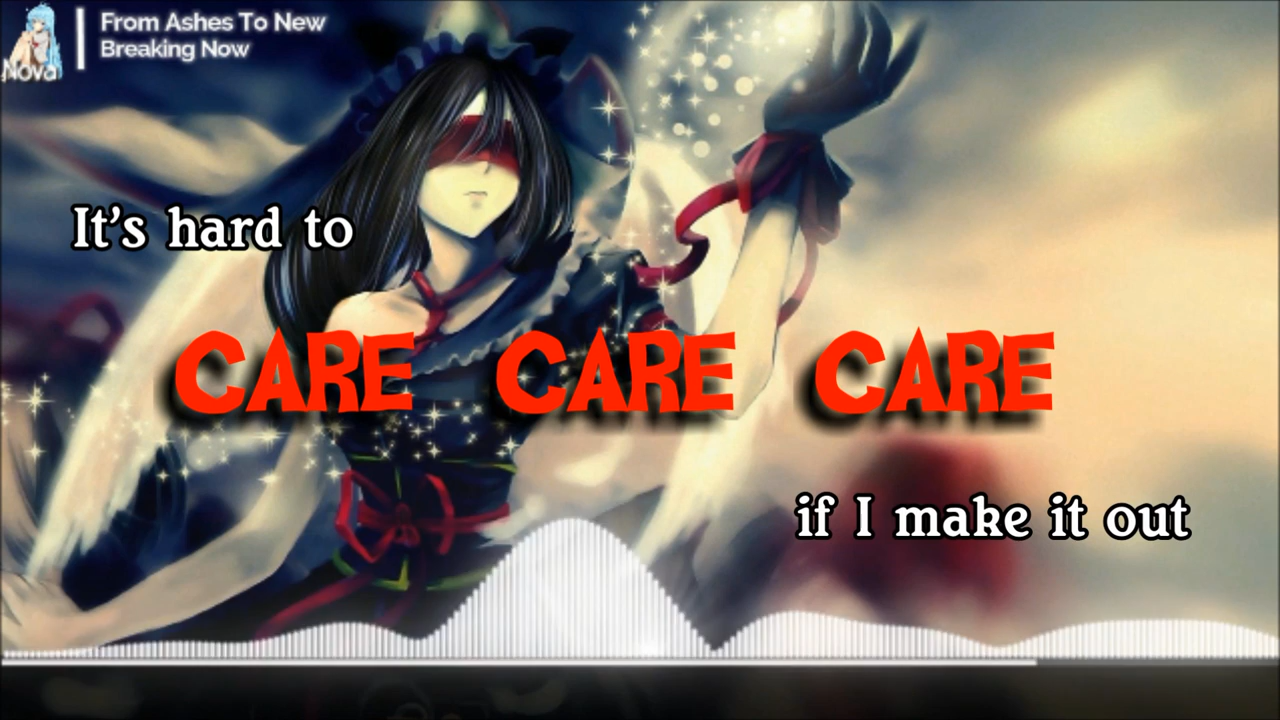 From Ashes To New
Breaking Now
Nova
It's hard to
CARE CARE CARE
if I make it out